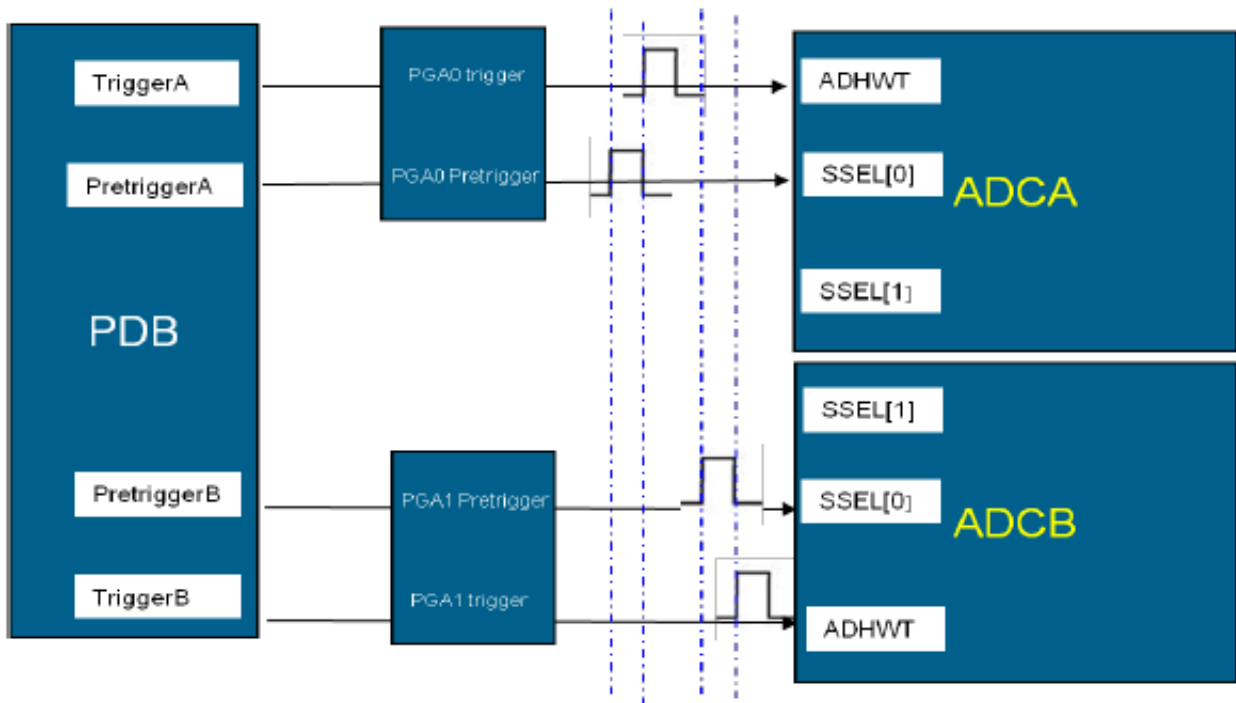 TriggerA
PGA0 trigger
ADHWT
PretriggerA
PGA0 Pretrigger
SSEL[0]
ADCA
SSEL[1]
PDB
SSEL[1]
PretriggerB
PGA1 Pretrigger
SSEL[0]
ADCB
TriggerB
PGA1 trigger
ADHWT